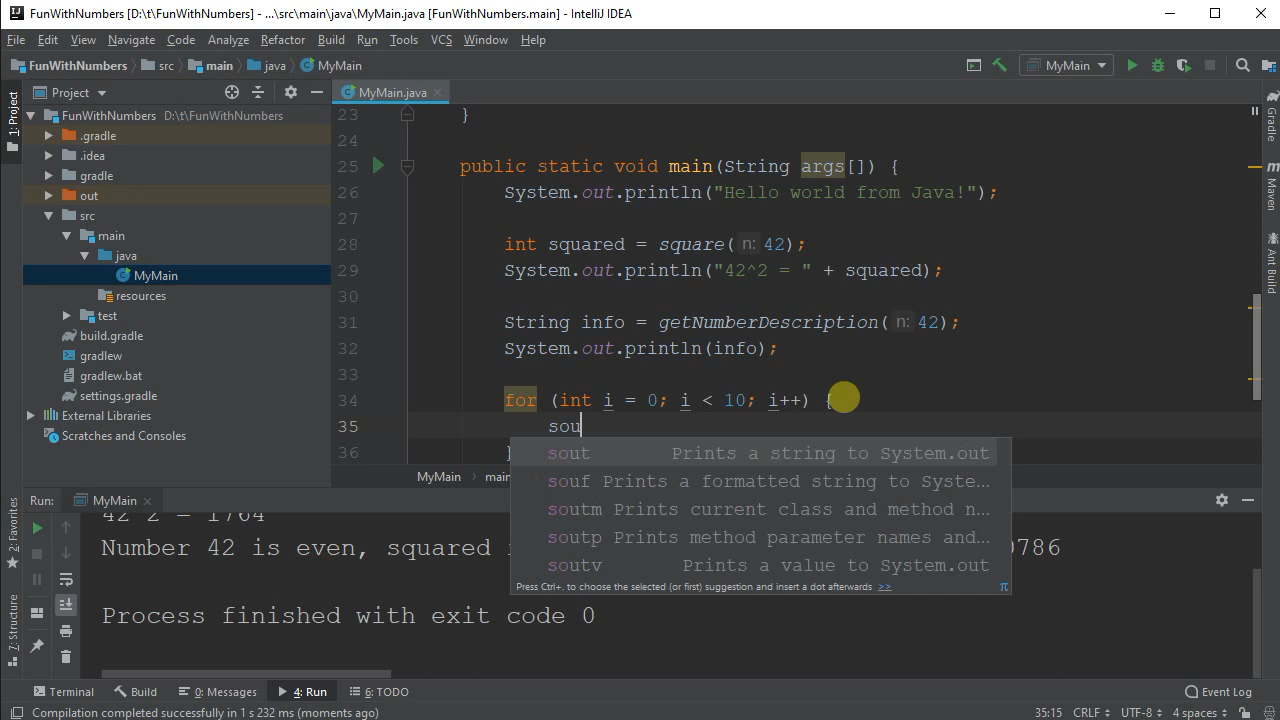 FunWithNumbers [D:\t\FunWithNumbers] - ...\src\main\java\MyMain.java [FunWithNumbers.main] - IntelliJ IDEA
File Edit View Navigate Code Analyze Refactor Build Run Tools VCS Window Help
FunWithNumbers src main java MyMain
MyMain
1: Project
Project
MyMain.java
FunWithNumbers D:\t\FunWithNumbers
.gradle
.idea
gradle
out
src
main
java
MyMain
resources
test
build.gradle
gradlew
gradlew.bat
settings.gradle
External Libraries
Scratches and Consoles
23 }
24
25 public static void main(String args[]) {
26 System.out.println("Hello world from Java!");
27
28 int squared = square( n: 42);
29 System.out.println("42^2 = " + squared);
30
31 String info = getNumberDescription( n: 42);
32 System.out.println(info);
33
34 for (int i = 0; i < 10; i++) {
35 sou
36 }
sout Prints a string to System.out
souf Prints a formatted string to Syste...
soutm Prints current class and method n...
soutp Prints method parameter names and...
soutv Prints a value to System.out
Press Ctrl+. to choose the selected (or first) suggestion and insert a dot afterwards >>
π
MyMain main
Gradle
m
Maven
Ant Build
2: Favorites
7: Structure
Run: MyMain
42^2 = 1764
Number 42 is even, squared 0786
Process finished with exit code 0
Terminal Build 0: Messages 4: Run 6: TODO Event Log
Compilation completed successfully in 1 s 232 ms (moments ago) 35:15 CRLF UTF-8 4 spaces